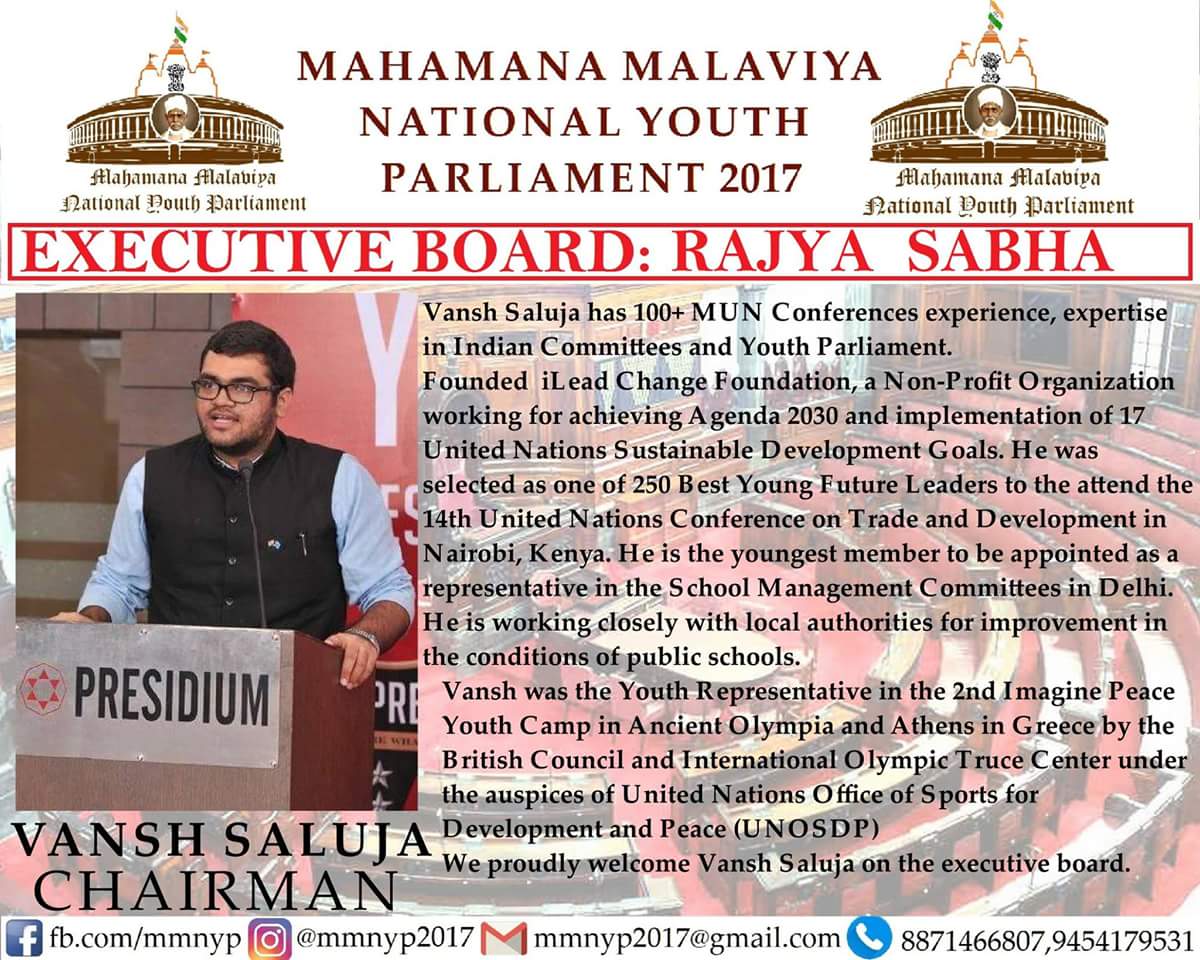 MAHAMANA MALAVIYA
NATIONAL YOUTH
PARLIAMENT 2017
Mahamana Malaviya
National Youth Parliament
Mahamana Malaviya
National Youth Parliament
EXECUTIVE BOARD: RAJYA SABHA
Vansh Saluja has 100+ MUN Conferences experience, expertise
in Indian Committees and Youth Parliament.
Founded iLead Change Foundation, a Non-Profit Organization
working for achieving Agenda 2030 and implementation of 17
United Nations Sustainable Development Goals. He was
selected as one of 250 Best Young Future Leaders to the attend the
14th United Nations Conference on Trade and Development in
Nairobi, Kenya. He is the youngest member to be appointed as a
representative in the School Management Committees in Delhi.
He is working closely with local authorities for improvement in
the conditions of public schools.
Vansh was the Youth Representative in the 2nd Imagine Peace
Youth Camp in Ancient Olympia and Athens in Greece by the
British Council and International Olympic Truce Center under
the auspices of United Nations Office of Sports for
Development and Peace (UNOSDP)
We proudly welcome Vansh Saluja on the executive board.
PRESIDIUM
VANSH SALUJA
CHAIRMAN
fb.com/mmnyp @mmnyp2017 mmnyp2017@gmail.com 8871466807,9454179531